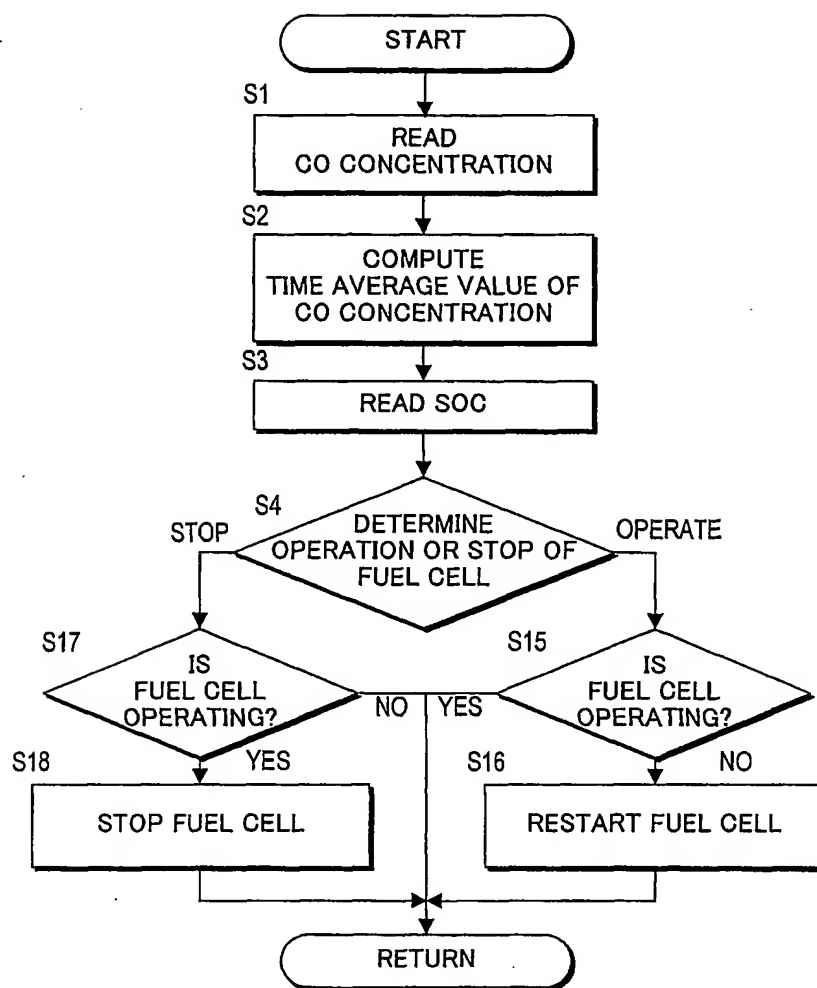 START
S1
READ
CO CONCENTRATION
S2
COMPUTE
TIME AVERAGE VALUE OF
CO CONCENTRATION
S3
READ SOC
S4
STOP
DETERMINE
OPERATION OR STOP OF
FUEL CELL
OPERATE
S17
IS
FUEL CELL
OPERATING?
NO
YES
S15
IS
FUEL CELL
OPERATING?
YES
NO
S18
STOP FUEL CELL
S16
RESTART FUEL CELL
RETURN